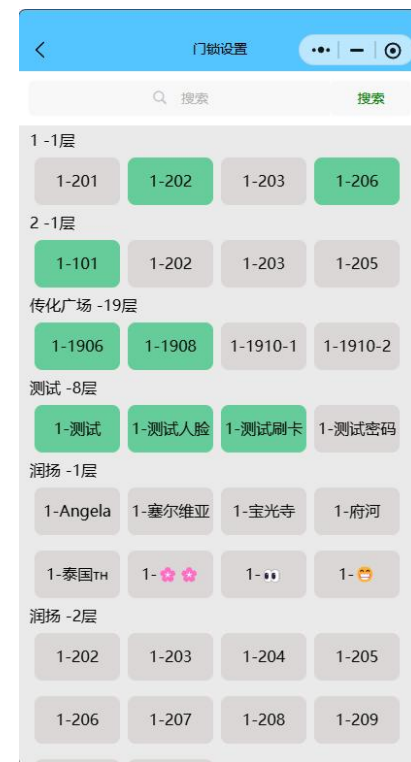 门锁设置
搜索 搜索
1 -1层
1-201 1-202 1-203 1-206
2 -1层
1-101 1-202 1-203 1-205
传化广场 -19层
1-1906 1-1908 1-1910-1 1-1910-2
测试 -8层
1-测试 1-测试人脸 1-测试刷卡 1-测试密码
润扬 -1层
1-Angela 1-塞尔维亚 1-宝光寺 1-府河
1-泰国TH 1-🌸🌸 1-👀 1-😁
润扬 -2层
1-202 1-203 1-204 1-205
1-206 1-207 1-208 1-209